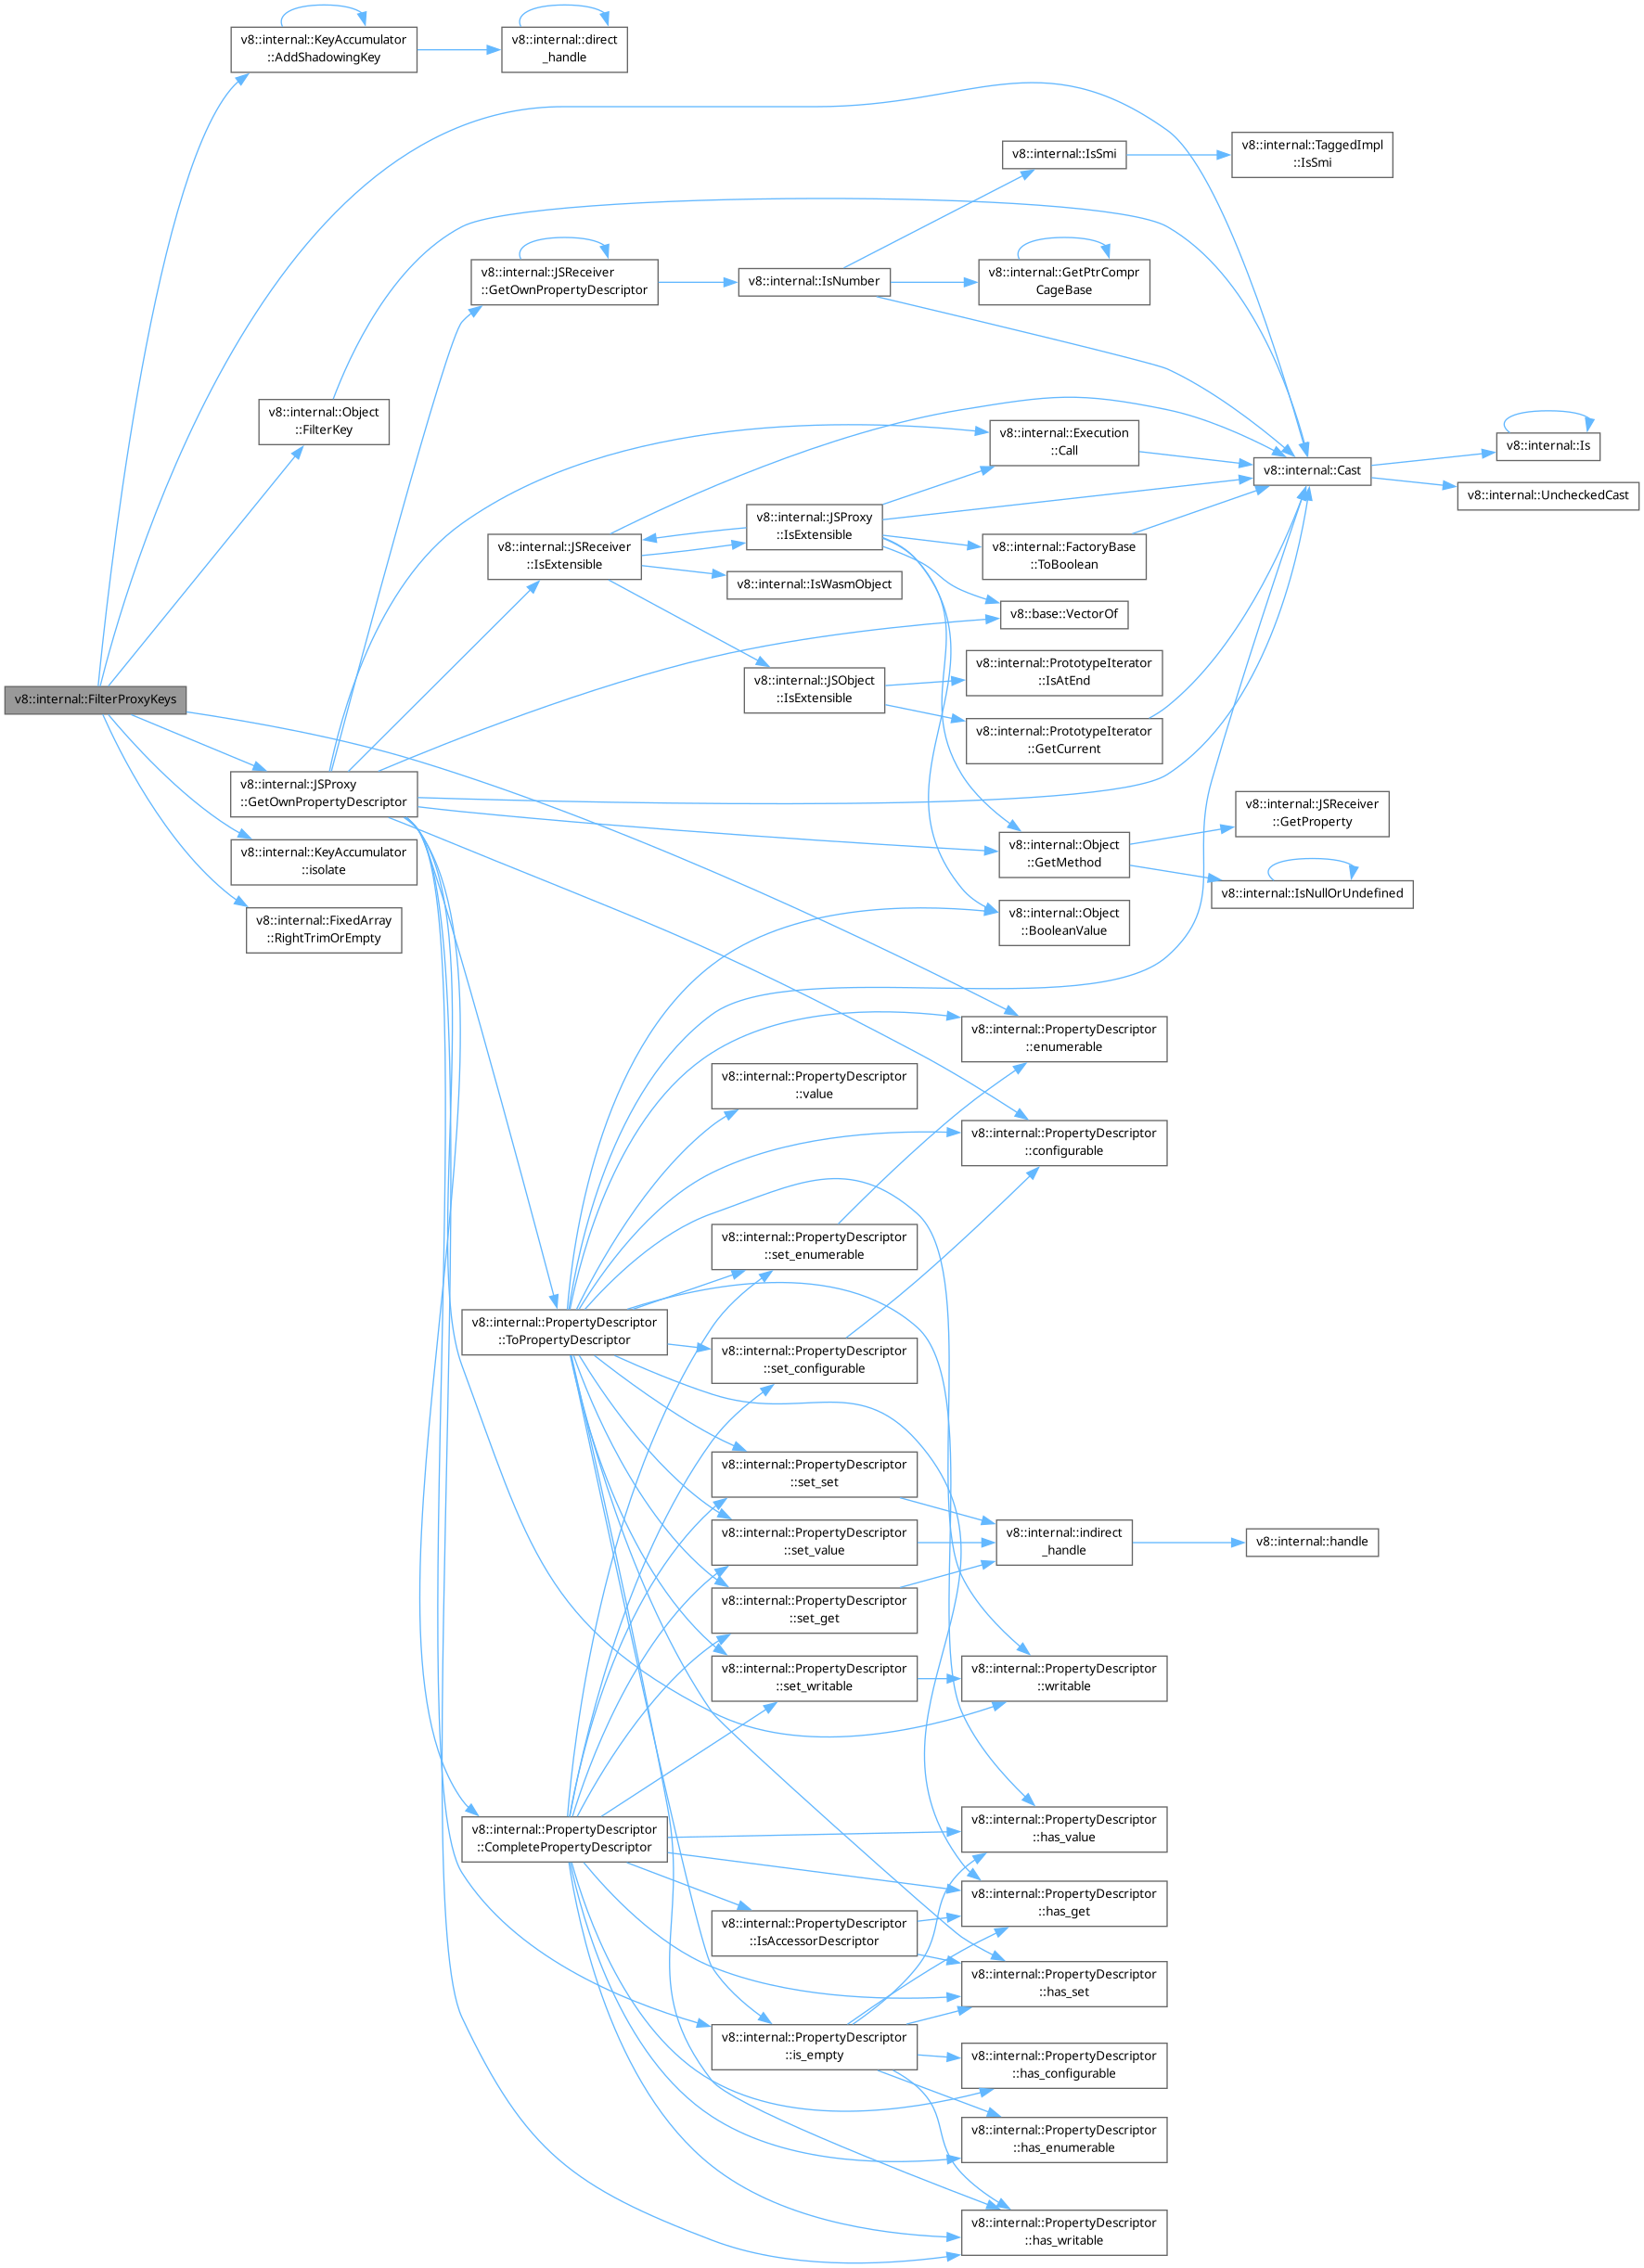 v8::internal::KeyAccumulator
::AddShadowingKey
v8::internal::direct
_handle
v8::internal::IsSmi
v8::internal::TaggedImpl
::IsSmi
v8::internal::JSReceiver
::GetOwnPropertyDescriptor
v8::internal::IsNumber
v8::internal::GetPtrCompr
CageBase
v8::internal::Object
::FilterKey
v8::internal::Execution
::Call
v8::internal::Cast
v8::internal::Is
v8::internal::UncheckedCast
v8::internal::JSReceiver
::IsExtensible
v8::internal::JSProxy
::IsExtensible
v8::internal::FactoryBase
::ToBoolean
v8::internal::IsWasmObject
v8::base::VectorOf
v8::internal::FilterProxyKeys
v8::internal::JSObject
::IsExtensible
v8::internal::PrototypeIterator
::IsAtEnd
v8::internal::PrototypeIterator
::GetCurrent
v8::internal::JSProxy
::GetOwnPropertyDescriptor
v8::internal::JSReceiver
::GetProperty
v8::internal::KeyAccumulator
::isolate
v8::internal::Object
::GetMethod
v8::internal::IsNullOrUndefined
v8::internal::FixedArray
::RightTrimOrEmpty
v8::internal::Object
::BooleanValue
v8::internal::PropertyDescriptor
::enumerable
v8::internal::PropertyDescriptor
::value
v8::internal::PropertyDescriptor
::configurable
v8::internal::PropertyDescriptor
::set_enumerable
v8::internal::PropertyDescriptor
::ToPropertyDescriptor
v8::internal::PropertyDescriptor
::set_configurable
v8::internal::PropertyDescriptor
::set_set
v8::internal::PropertyDescriptor
::set_value
v8::internal::indirect
_handle
v8::internal::handle
v8::internal::PropertyDescriptor
::set_get
v8::internal::PropertyDescriptor
::set_writable
v8::internal::PropertyDescriptor
::writable
v8::internal::PropertyDescriptor
::CompletePropertyDescriptor
v8::internal::PropertyDescriptor
::has_value
v8::internal::PropertyDescriptor
::has_get
v8::internal::PropertyDescriptor
::IsAccessorDescriptor
v8::internal::PropertyDescriptor
::has_set
v8::internal::PropertyDescriptor
::is_empty
v8::internal::PropertyDescriptor
::has_configurable
v8::internal::PropertyDescriptor
::has_enumerable
v8::internal::PropertyDescriptor
::has_writable